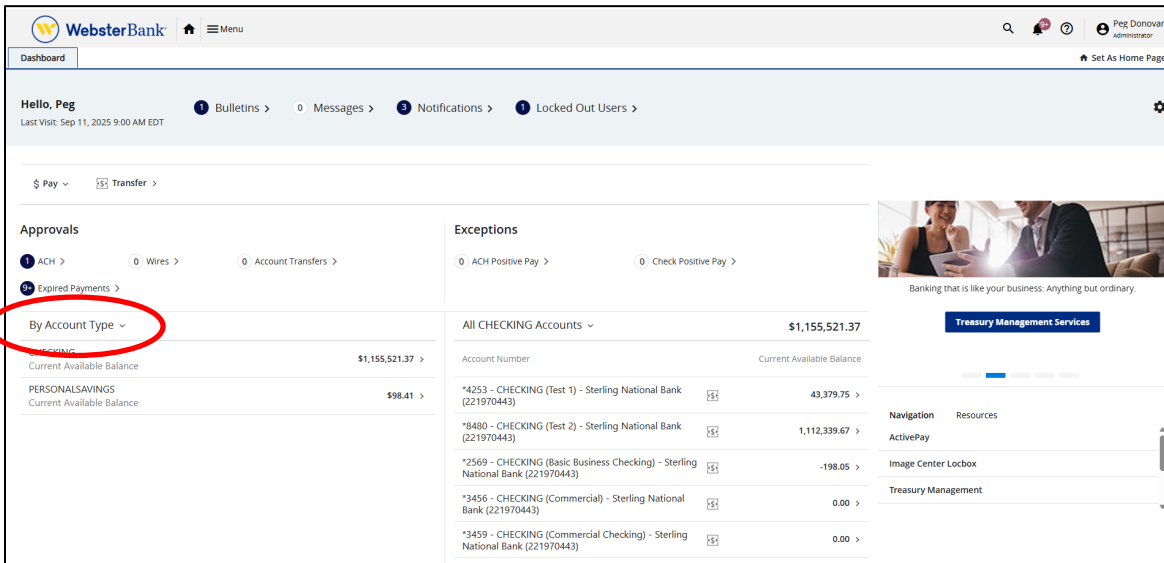 WebsterBank
Menu
9+
Peg Donovan
Administrator
Dashboard
Set As Home Page
Hello, Peg
Last Visit: Sep 11, 2025 9:00 AM EDT
1 Bulletins >
0 Messages >
3 Notifications >
1 Locked Out Users >
$ Pay
Transfer >
Approvals
1 ACH >
0 Wires >
0 Account Transfers >
9+ Expired Payments >
Exceptions
0 ACH Positive Pay >
0 Check Positive Pay >
By Account Type
CHECKING
Current Available Balance
$1,155,521.37 >
PERSONALSAVINGS
Current Available Balance
$98.41 >
All CHECKING Accounts
$1,155,521.37
Account Number
Current Available Balance
*4253 - CHECKING (Test 1) - Sterling National Bank
(221970443)
43,379.75 >
*8480 - CHECKING (Test 2) - Sterling National Bank
(221970443)
1,112,339.67 >
*2569 - CHECKING (Basic Business Checking) - Sterling
National Bank (221970443)
-198.05 >
*3456 - CHECKING (Commercial) - Sterling National
Bank (221970443)
0.00 >
*3459 - CHECKING (Commercial Checking) - Sterling
National Bank (221970443)
0.00 >
Banking that is like your business: Anything but ordinary.
Treasury Management Services
Navigation
Resources
ActivePay
Image Center Locbox
Treasury Management